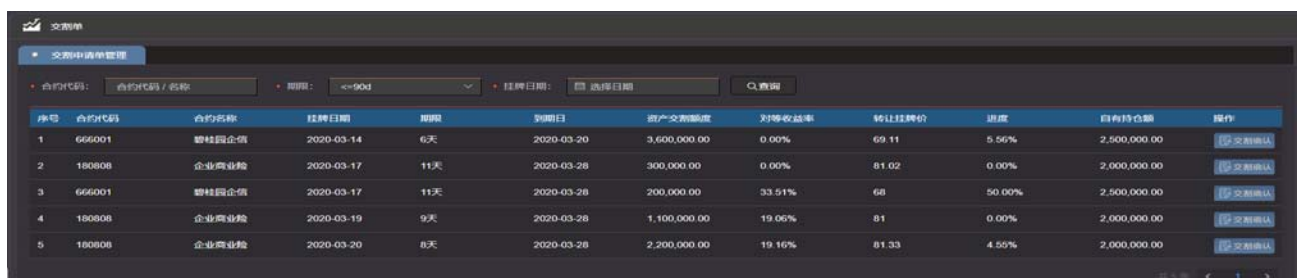 交割单
交割申请单管理
合约代码： 合约代码 / 名称 期限： <=90d 挂牌日期： 选择日期 查询
序号 合约代码 合约名称 挂牌日期 期限 到期日 资产交割额度 对等收益率 转让挂牌价 进度 自有持仓额 操作
1 666001 碧桂园企信 2020-03-14 6天 2020-03-20 3,600,000.00 0.00% 69.11 5.56% 2,500,000.00 交割确认
2 180808 企业商业险 2020-03-17 11天 2020-03-28 300,000.00 0.00% 81.02 0.00% 2,000,000.00 交割确认
3 666001 碧桂园企信 2020-03-17 11天 2020-03-28 200,000.00 33.51% 68 50.00% 2,500,000.00 交割确认
4 180808 企业商业险 2020-03-19 9天 2020-03-28 1,100,000.00 19.06% 81 0.00% 2,000,000.00 交割确认
5 180808 企业商业险 2020-03-20 8天 2020-03-28 2,200,000.00 19.16% 81.33 4.55% 2,000,000.00 交割确认
1